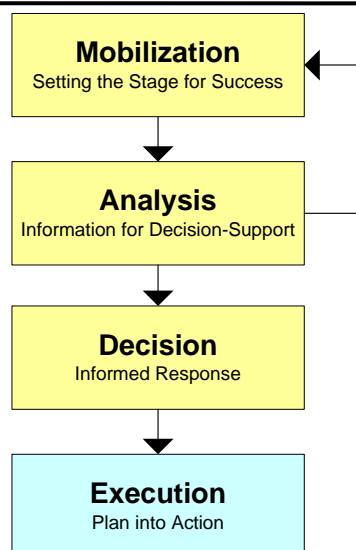 Mobilization
Setting the Stage for Success
Analysis
Information for Decision-Support
Decision
Informed Response
Execution
Plan into Action